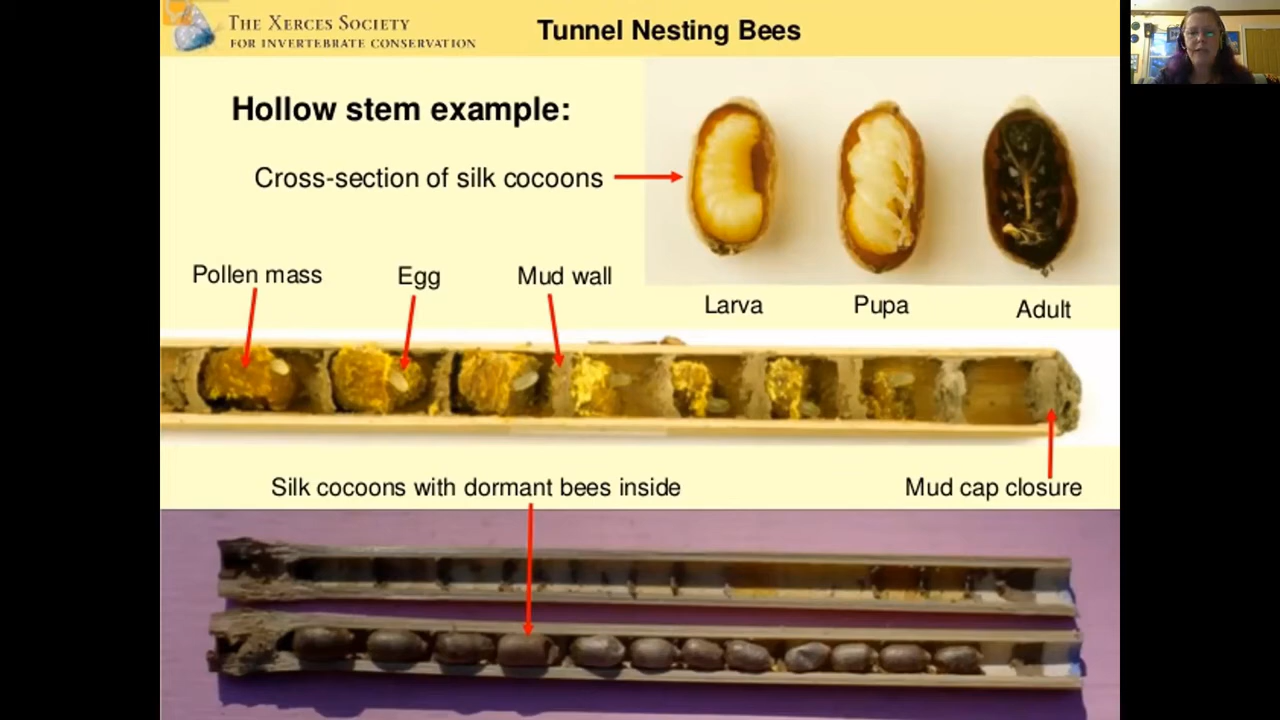 THE XERCES SOCIETY
FOR INVERTEBRATE CONSERVATION
Tunnel Nesting Bees
Hollow stem example:
Cross-section of silk cocoons
Pollen mass
Egg
Mud wall
Larva
Pupa
Adult
Silk cocoons with dormant bees inside
Mud cap closure